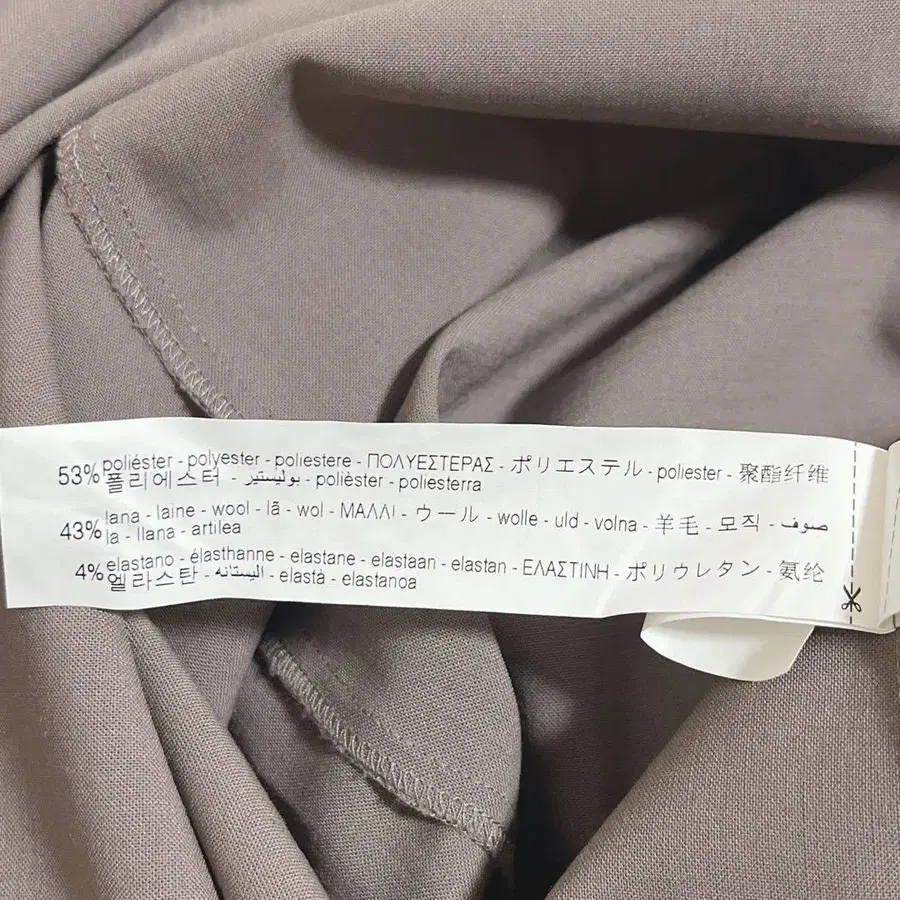 53% poliéster - polyester - poliestere - ΠΟΛΥΕΣΤΕΡΑΣ - ポリエステル - poliester - 聚酯纤维
폴리에스터 - بوليستير - polièster - poliesterra
43% lana - laine - wool - lã - wol - ΜΑΛΛΙ - ウール - wolle - uld - volna - 羊毛 - 모직 - صوف -
la - llana - artilea
4% elastano - élasthanne - elastane - elastaan - elastan - ΕΛΑΣΤΙΝΗ - ポリウレタン - 氨纶
엘라스탄 - اليستانه - elastà - elastanoa